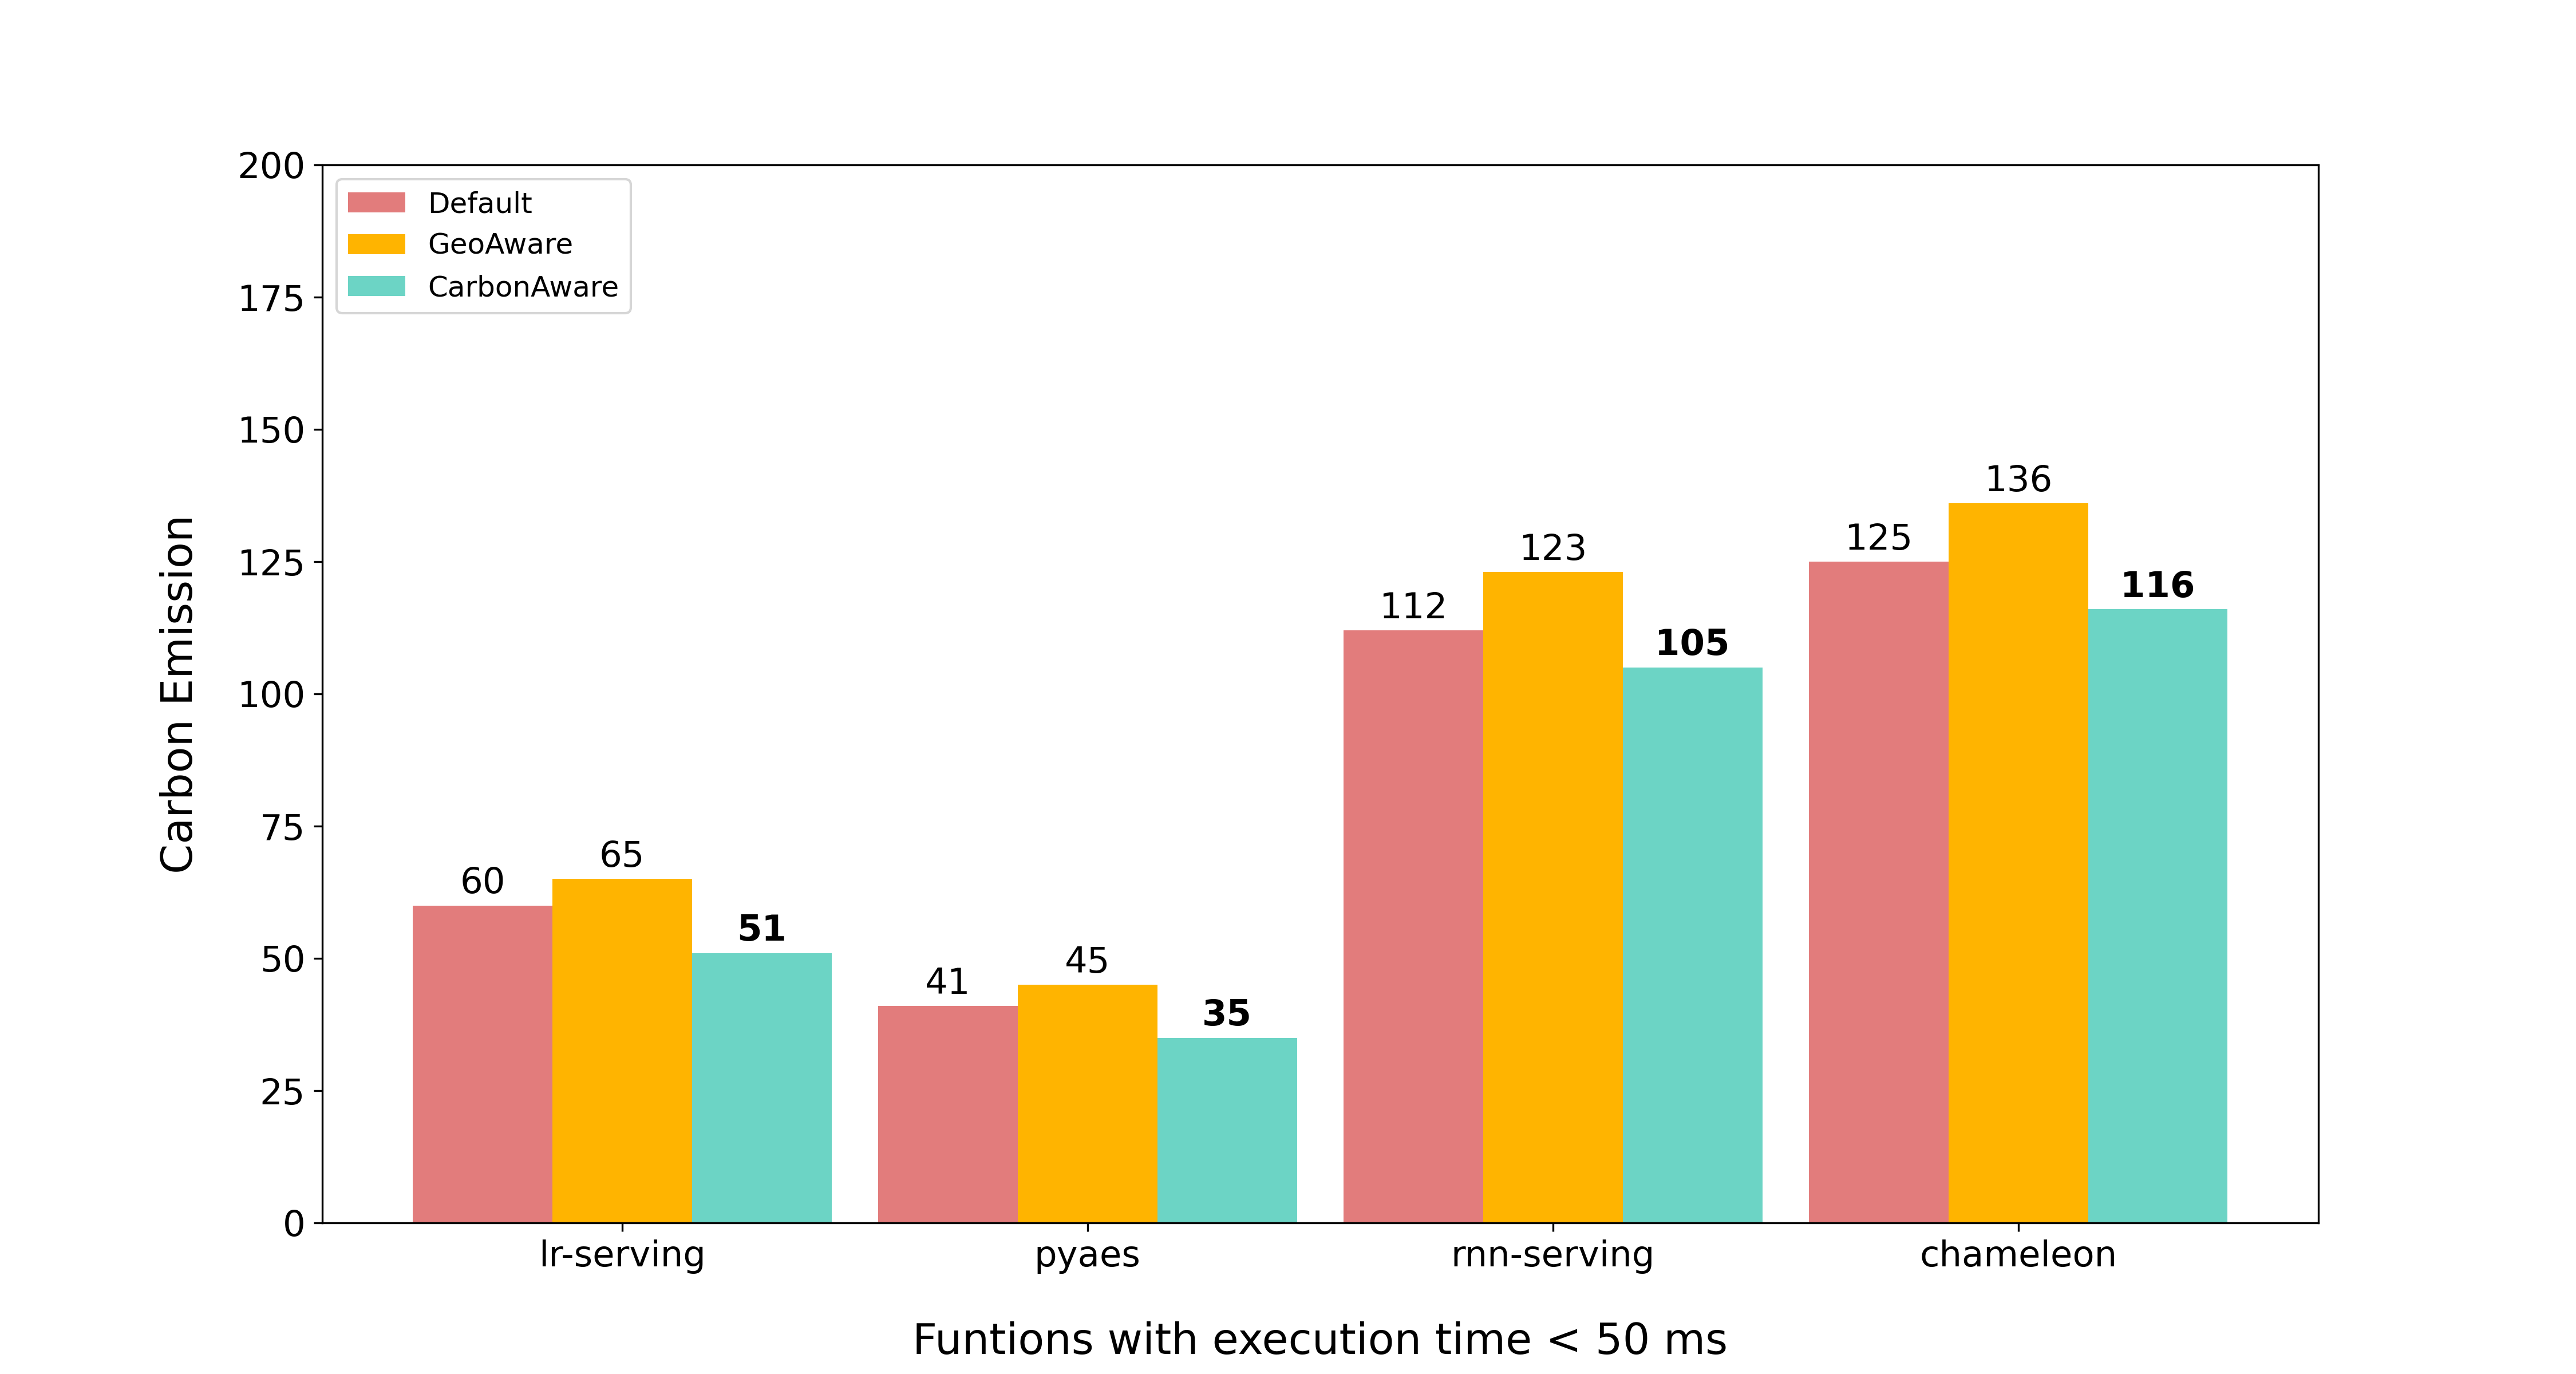 200
175
150
125
100
75
50
25
0
Carbon Emission
Default
GeoAware
CarbonAware
60
65
51
41
45
35
112
123
105
125
136
116
lr-serving
pyaes
rnn-serving
chameleon
Funtions with execution time < 50 ms